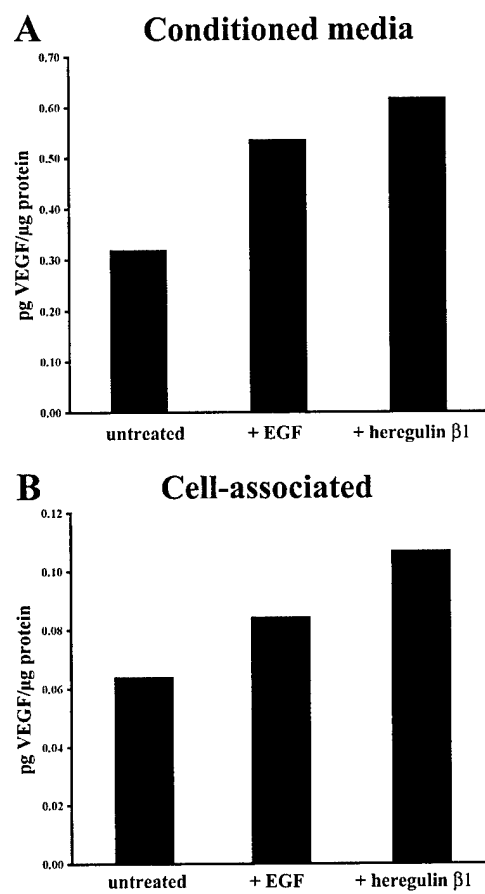 A Conditioned media
0.70
0.60
0.50
0.40
0.30
0.20
0.10
0.00
pg VEGF/µg protein
untreated + EGF + heregulin β1
B Cell-associated
0.12
0.10
0.08
0.06
0.04
0.02
0.00
pg VEGF/µg protein
untreated + EGF + heregulin β1